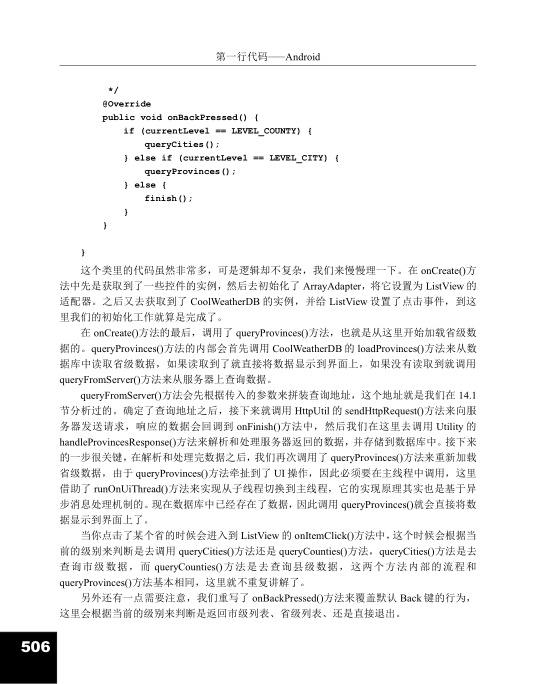 第一行代码——Android
*/
@Override
public void onBackPressed() {
if (currentLevel == LEVEL_COUNTY) {
queryCities();
} else if (currentLevel == LEVEL_CITY) {
queryProvinces();
} else {
finish();
}
}
}
这个类里的代码虽然非常多，可是逻辑却不复杂，我们来慢慢理一下。在 onCreate()方
法中先是获取到了一些控件的实例，然后去初始化了 ArrayAdapter，将它设置为 ListView 的
适配器。之后又去获取到了 CoolWeatherDB 的实例，并给 ListView 设置了点击事件，到这
里我们的初始化工作就算是完成了。
在 onCreate()方法的最后，调用了 queryProvinces()方法，也就是从这里开始加载省级数
据的。queryProvinces()方法的内部会首先调用 CoolWeatherDB 的 loadProvinces()方法来从数
据库中读取省级数据，如果读取到了就直接将数据显示到界面上，如果没有读取到就调用
queryFromServer()方法来从服务器上查询数据。
queryFromServer()方法会先根据传入的参数来拼装查询地址，这个地址就是我们在 14.1
节分析过的。确定了查询地址之后，接下来就调用 HttpUtil 的 sendHttpRequest()方法来向服
务器发送请求，响应的数据会回调到 onFinish()方法中，然后我们在这里去调用 Utility 的
handleProvincesResponse()方法来解析和处理服务器返回的数据，并存储到数据库中。接下来
的一步很关键，在解析和处理完数据之后，我们再次调用了 queryProvinces()方法来重新加载
省级数据，由于 queryProvinces()方法牵扯到了 UI 操作，因此必须要在主线程中调用，这里
借助了 runOnUiThread()方法来实现从子线程切换到主线程，它的实现原理其实也是基于异
步消息处理机制的。现在数据库中已经存在了数据，因此调用 queryProvinces()就会直接将数
据显示到界面上了。
当你点击了某个省的时候会进入到 ListView 的 onItemClick()方法中，这个时候会根据当
前的级别来判断是去调用 queryCities()方法还是 queryCounties()方法，queryCities()方法是去
查询市级数据，而 queryCounties()方法是去查询县级数据，这两个方法内部的流程和
queryProvinces()方法基本相同，这里就不重复讲解了。
另外还有一点需要注意，我们重写了 onBackPressed()方法来覆盖默认 Back 键的行为，
这里会根据当前的级别来判断是返回市级列表、省级列表、还是直接退出。
506